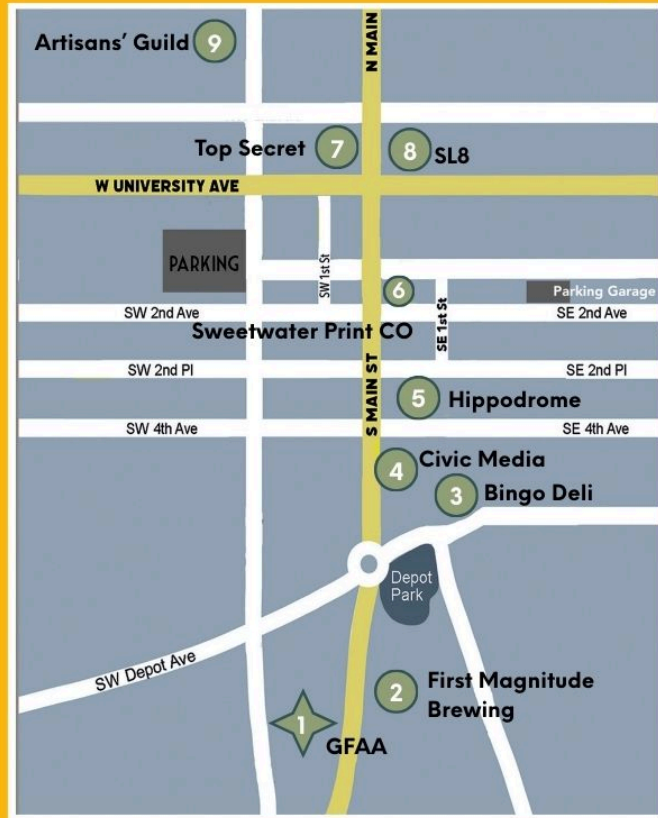 N MAIN
Artisans' Guild 9
Top Secret 7
8 SL8
W UNIVERSITY AVE
SW 1st St
PARKING
6
SE 1st St
Parking Garage
SW 2nd Ave
SE 2nd Ave
Sweetwater Print CO
SW 2nd Pl
SE 2nd Pl
S MAIN ST
5 Hippodrome
SW 4th Ave
SE 4th Ave
4 Civic Media
3 Bingo Deli
Depot
Park
SW Depot Ave
2 First Magnitude
Brewing
1
GFAA